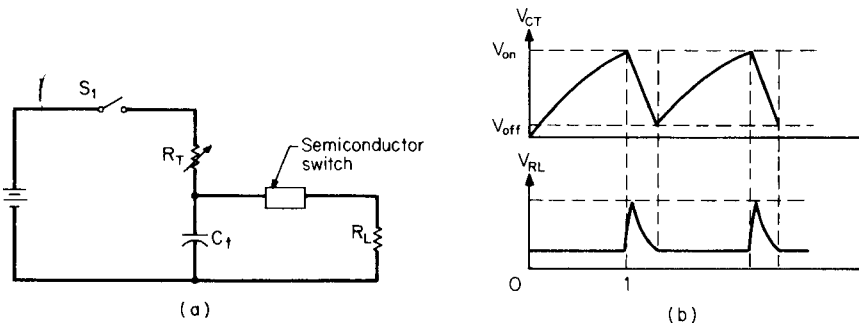 S1
Semiconductor
switch
RT
Ct
RL
(a)
VCT
Von
Voff
VRL
O
1
(b)